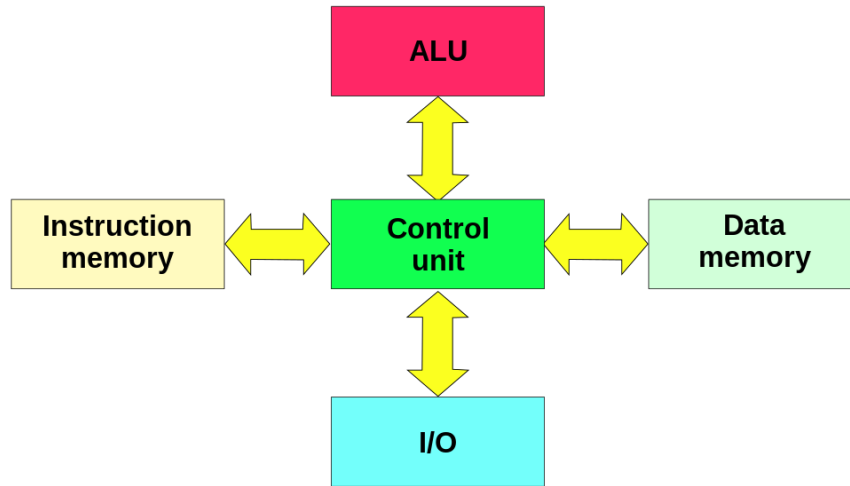 ALU
Instruction
memory
Control
unit
Data
memory
I/O